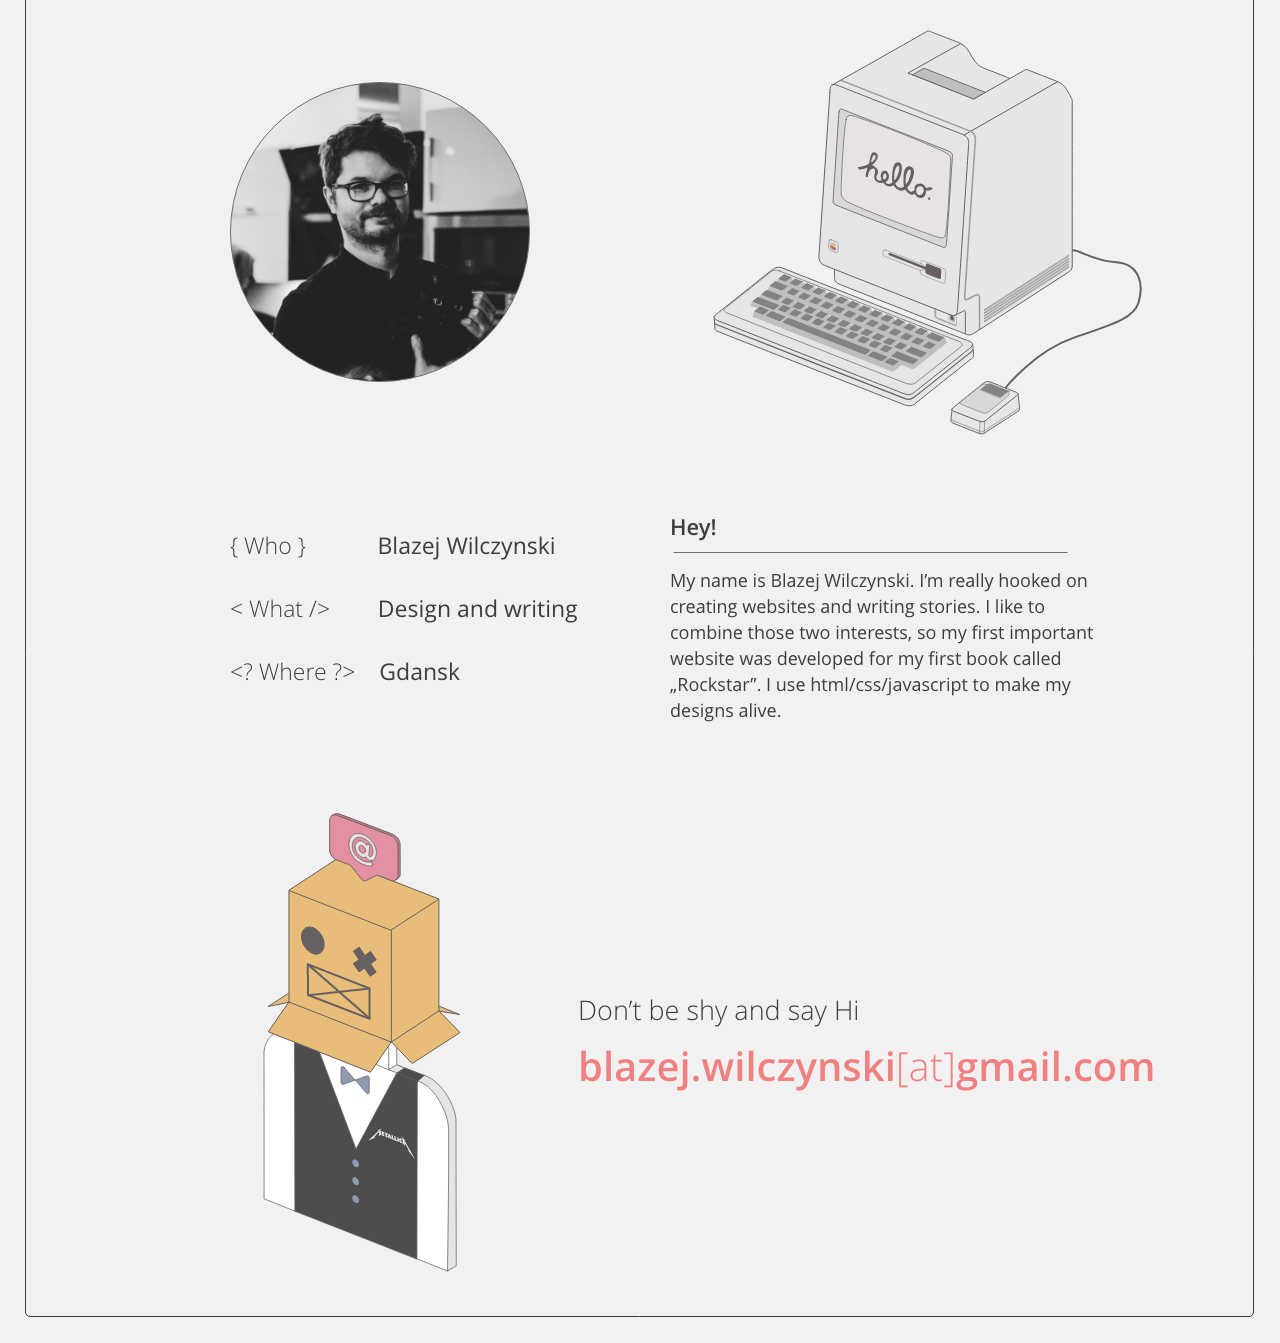 hello.
{ Who } Blazej Wilczynski
< What /> Design and writing
<? Where ?> Gdansk
Hey!
My name is Blazej Wilczynski. I’m really hooked on
creating websites and writing stories. I like to
combine those two interests, so my first important
website was developed for my first book called
„Rockstar”. I use html/css/javascript to make my
designs alive.
@
Don’t be shy and say Hi
blazej.wilczynski[at]gmail.com
METALLICA